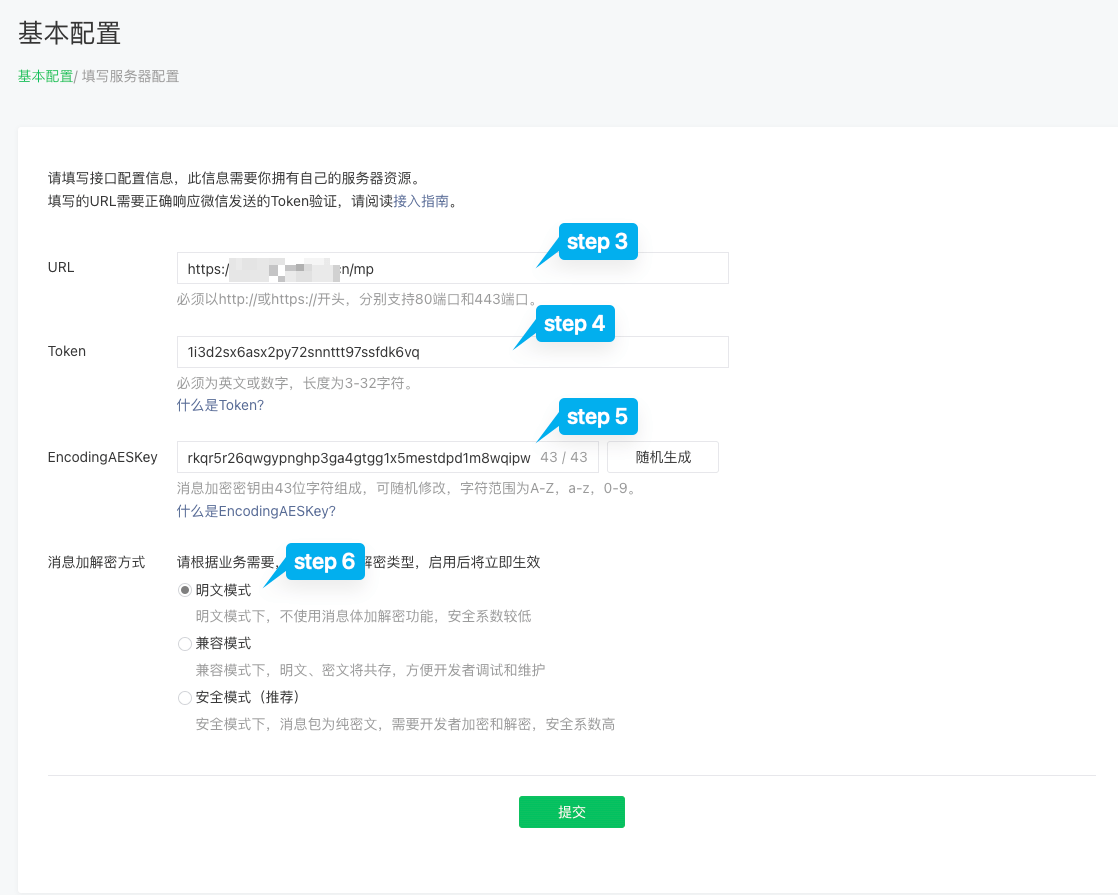 基本配置
基本配置/ 填写服务器配置
请填写接口配置信息，此信息需要你拥有自己的服务器资源。
填写的URL需要正确响应微信发送的Token验证，请阅读接入指南。
step 3
URL
https:/ n/mp
必须以http://或https://开头，分别支持80端口和443端口。
step 4
Token
1i3d2sx6asx2py72snnttt97ssfdk6vq
必须为英文或数字，长度为3-32字符。
什么是Token?
step 5
EncodingAESKey
rkqr5r26qwgypnghp3ga4gtgg1x5mestdpd1m8wqipw
43 / 43
随机生成
消息加密密钥由43位字符组成，可随机修改，字符范围为A-Z，a-z，0-9。
什么是EncodingAESKey?
消息加解密方式
请根据业务需要， 解密类型，启用后将立即生效
step 6
明文模式
明文模式下，不使用消息体加解密功能，安全系数较低
兼容模式
兼容模式下，明文、密文将共存，方便开发者调试和维护
安全模式（推荐）
安全模式下，消息包为纯密文，需要开发者加密和解密，安全系数高
提交